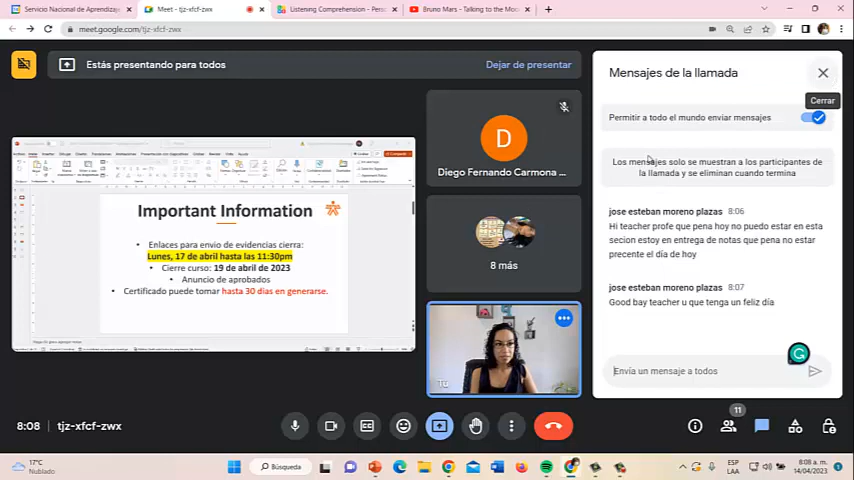 Servicio Nacional de Aprendizaj
Meet - tjz-xfcf-zwx
Listening Comprehension - Pers
Bruno Mars - Talking to the Moo
meet.google.com/tjz-xfcf-zwx
Estás presentando para todos
Dejar de presentar
Important Information
Enlaces para envio de evidencias cierra:
Lunes, 17 de abril hasta las 11:30pm
Cierre curso: 19 de abril de 2023
Anuncio de aprobados
Certificado puede tomar hasta 30 dias en generarse.
D
Diego Fernando Carmona ...
8 más
Tú
Mensajes de la llamada
Cerrar
Permitir a todo el mundo enviar mensajes
Los mensajes solo se muestran a los participantes de
la llamada y se eliminan cuando termina
jose esteban moreno plazas 8:06
Hi teacher profe que pena hoy no puedo estar en esta
secion estoy en entrega de notas que pena no estar
precente el día de hoy
jose esteban moreno plazas 8:07
Good bay teacher u que tenga un feliz día
Envía un mensaje a todos
8:08 tjz-xfcf-zwx
11
17°C
Nublado
Búsqueda
ESP
LAA
8:08 a. m.
14/04/2023